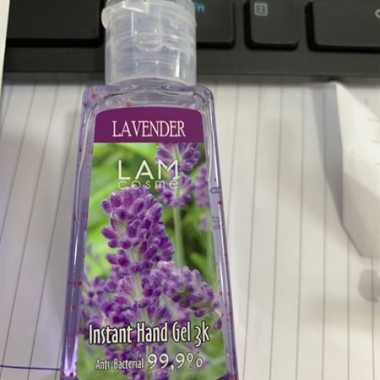 LAVENDER
LAM
cosme
Instant Hand Gel 3k
Anti Bacterial 99,9%